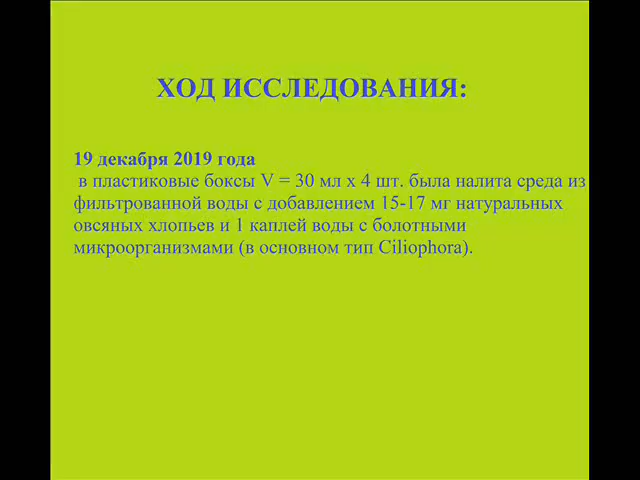 ХОД ИССЛЕДОВАНИЯ:
19 декабря 2019 года
в пластиковые боксы V = 30 мл х 4 шт. была налита среда из
фильтрованной воды с добавлением 15-17 мг натуральных
овсяных хлопьев и 1 каплей воды с болотными
микроорганизмами (в основном тип Ciliophora).